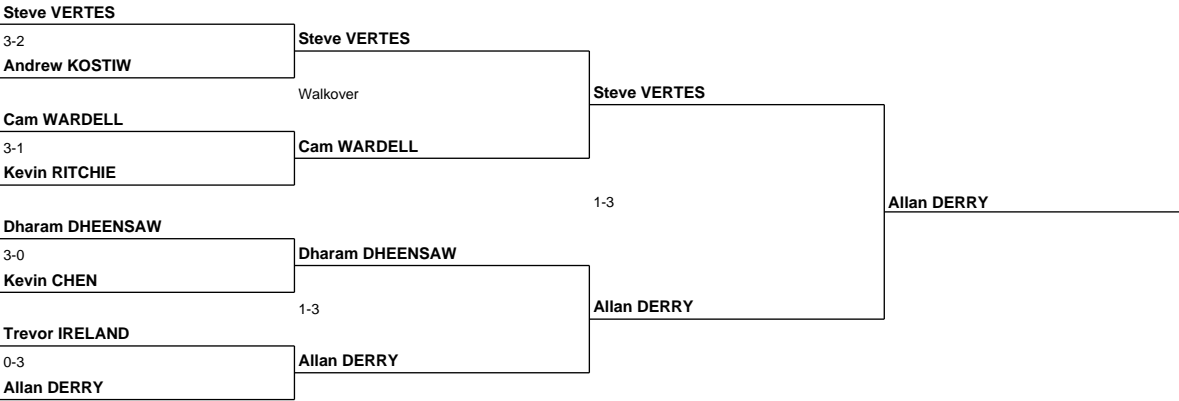 Steve VERTES
3-2
Andrew KOSTIW
Cam WARDELL
3-1
Kevin RITCHIE
Dharam DHEENSAW
3-0
Kevin CHEN
Trevor IRELAND
0-3
Allan DERRY
Steve VERTES
Walkover
Cam WARDELL
Dharam DHEENSAW
1-3
Allan DERRY
Steve VERTES
1-3
Allan DERRY
Allan DERRY